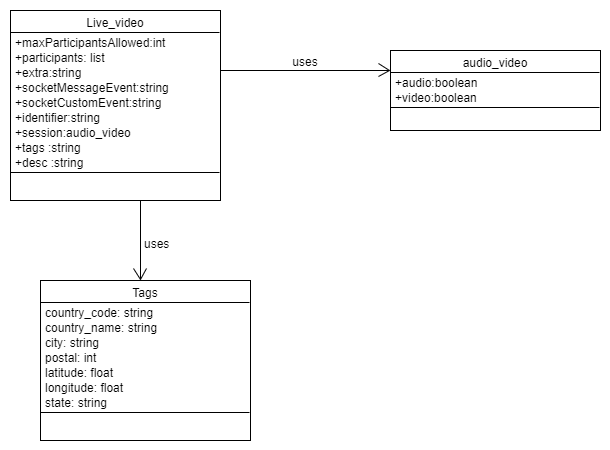 Live_video
+maxParticipantsAllowed:int
+participants: list
+extra:string
+socketMessageEvent:string
+socketCustomEvent:string
+identifier:string
+session:audio_video
+tags :string
+desc :string
uses
audio_video
+audio:boolean
+video:boolean
uses
Tags
country_code: string
country_name: string
city: string
postal: int
latitude: float
longitude: float
state: string